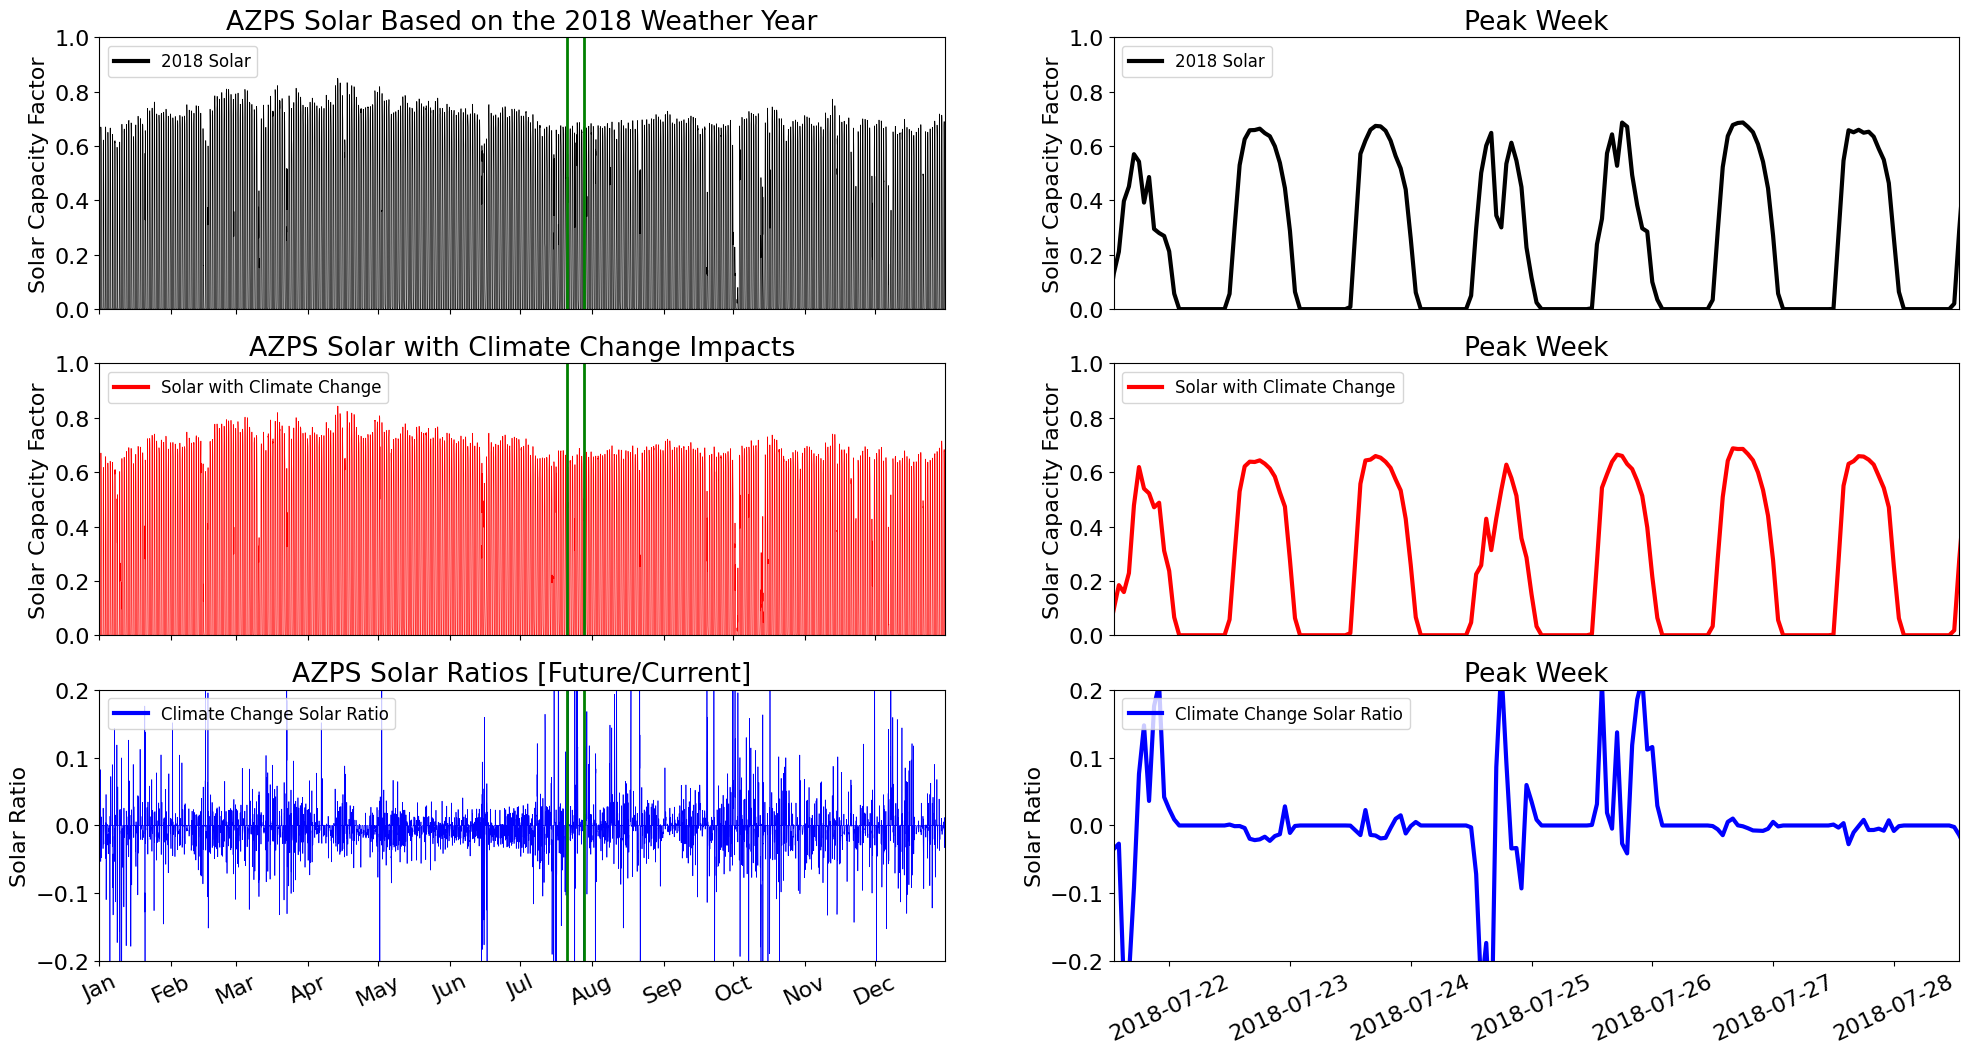 AZPS Solar Based on the 2018 Weather Year
Solar Capacity Factor
1.0
0.8
0.6
0.4
0.2
0.0
2018 Solar
Peak Week
Solar Capacity Factor
1.0
0.8
0.6
0.4
0.2
0.0
2018 Solar
AZPS Solar with Climate Change Impacts
Solar Capacity Factor
1.0
0.8
0.6
0.4
0.2
0.0
Solar with Climate Change
Peak Week
Solar Capacity Factor
1.0
0.8
0.6
0.4
0.2
0.0
Solar with Climate Change
AZPS Solar Ratios [Future/Current]
Solar Ratio
0.2
0.1
0.0
−0.1
−0.2
Climate Change Solar Ratio
Jan Feb Mar Apr May Jun Jul Aug Sep Oct Nov Dec
Peak Week
Solar Ratio
0.2
0.1
0.0
−0.1
−0.2
Climate Change Solar Ratio
2018-07-22 2018-07-23 2018-07-24 2018-07-25 2018-07-26 2018-07-27 2018-07-28